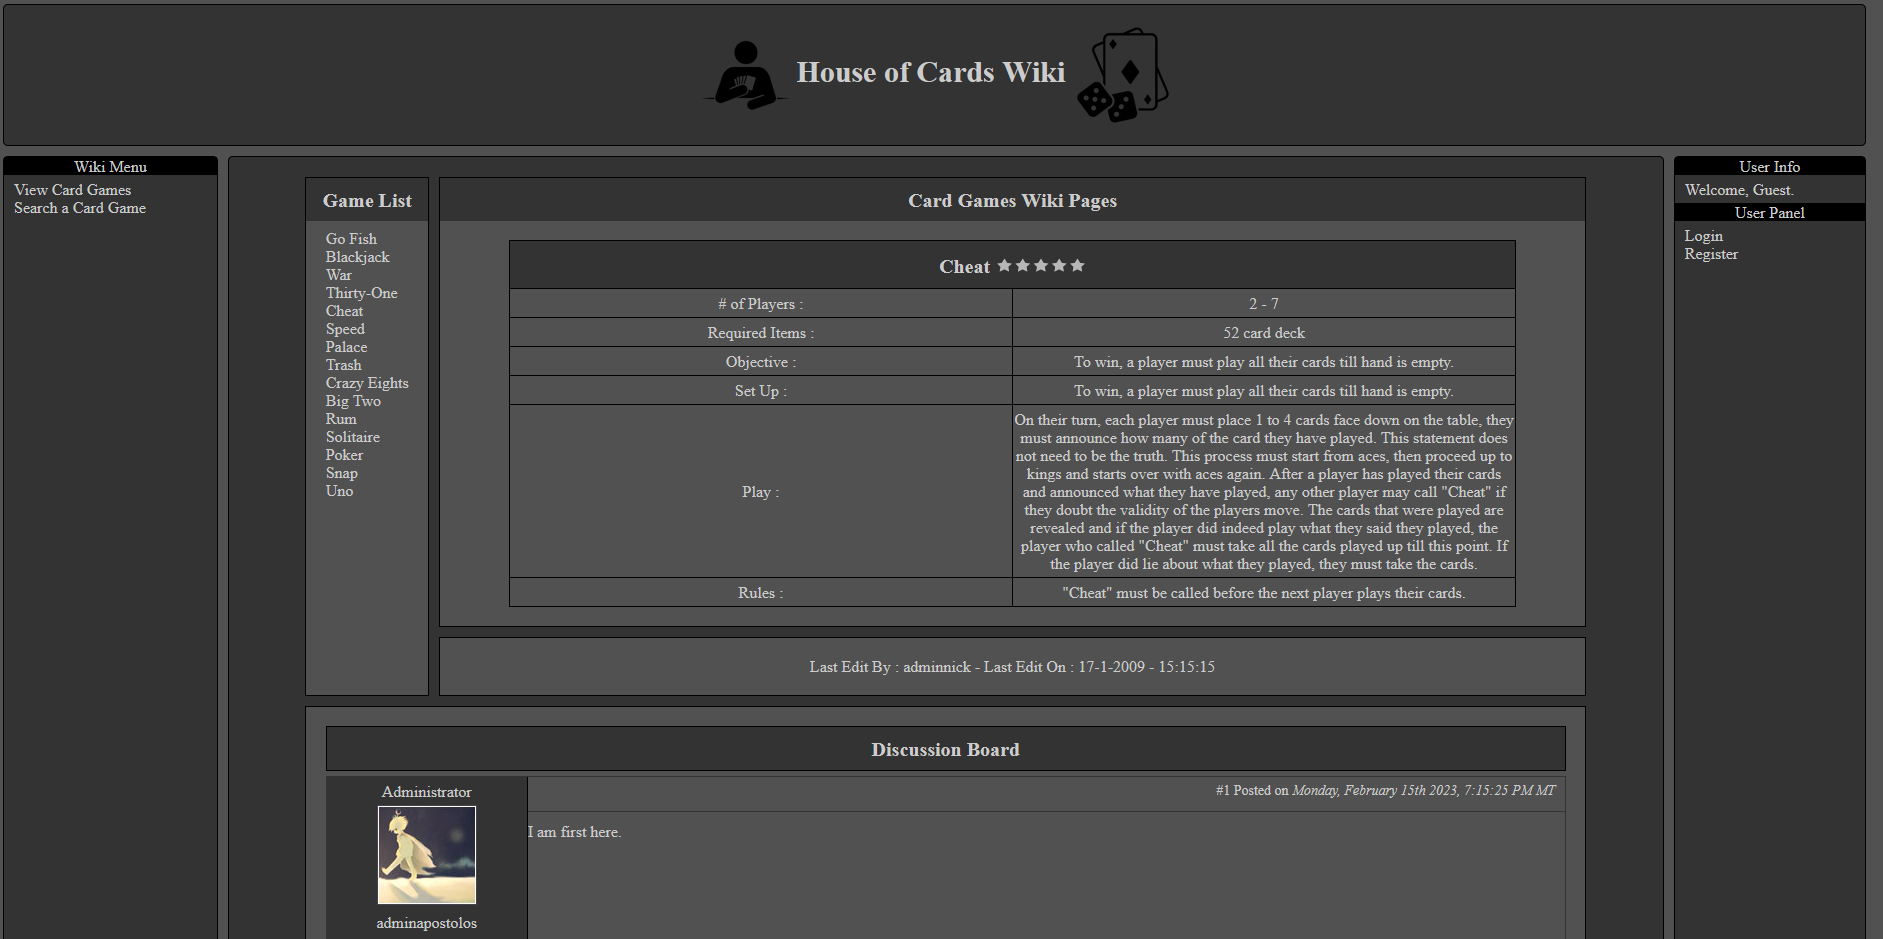 House of Cards Wiki
Wiki Menu
View Card Games
Search a Card Game
Game List
Go Fish
Blackjack
War
Thirty-One
Cheat
Speed
Palace
Trash
Crazy Eights
Big Two
Rum
Solitaire
Poker
Snap
Uno
Card Games Wiki Pages
Cheat ★★★★★
# of Players : 2 - 7
Required Items : 52 card deck
Objective : To win, a player must play all their cards till hand is empty.
Set Up : To win, a player must play all their cards till hand is empty.
Play :
On their turn, each player must place 1 to 4 cards face down on the table, they
must announce how many of the card they have played. This statement does
not need to be the truth. This process must start from aces, then proceed up to
kings and starts over with aces again. After a player has played their cards
and announced what they have played, any other player may call "Cheat" if
they doubt the validity of the players move. The cards that were played are
revealed and if the player did indeed play what they said they played, the
player who called "Cheat" must take all the cards played up till this point. If
the player did lie about what they played, they must take the cards.
Rules : "Cheat" must be called before the next player plays their cards.
Last Edit By : adminnick - Last Edit On : 17-1-2009 - 15:15:15
Discussion Board
Administrator
adminapostolos
#1 Posted on Monday, February 15th 2023, 7:15:25 PM MT
I am first here.
User Info
Welcome, Guest.
User Panel
Login
Register